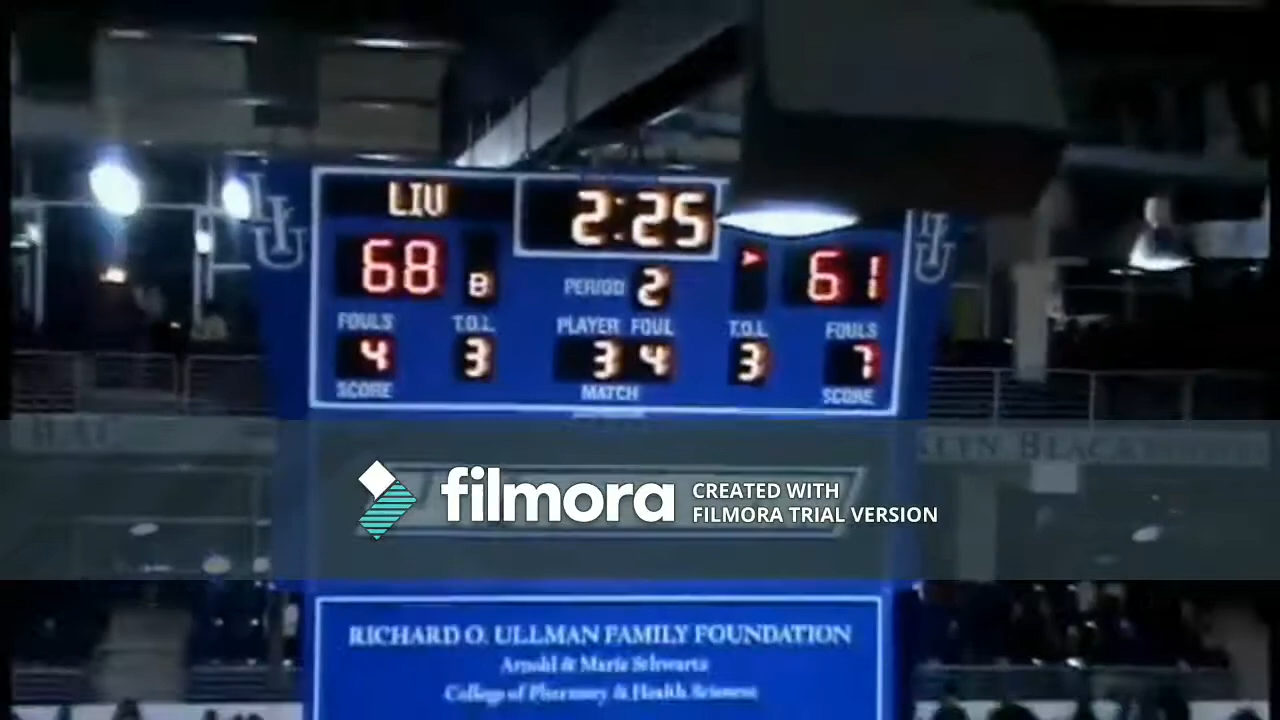 LIU
2:25
LIU
LIU
68
B
PERIOD 2
61
FOULS
T.O.L
PLAYER FOUL
T.O.L
FOULS
4
3
3 4
3
7
SCORE
MATCH
SCORE
filmora
CREATED WITH
FILMORA TRIAL VERSION
RICHARD O. ULLMAN FAMILY FOUNDATION
Arnold & Marie Schwartz
College of Pharmacy & Health Sciences